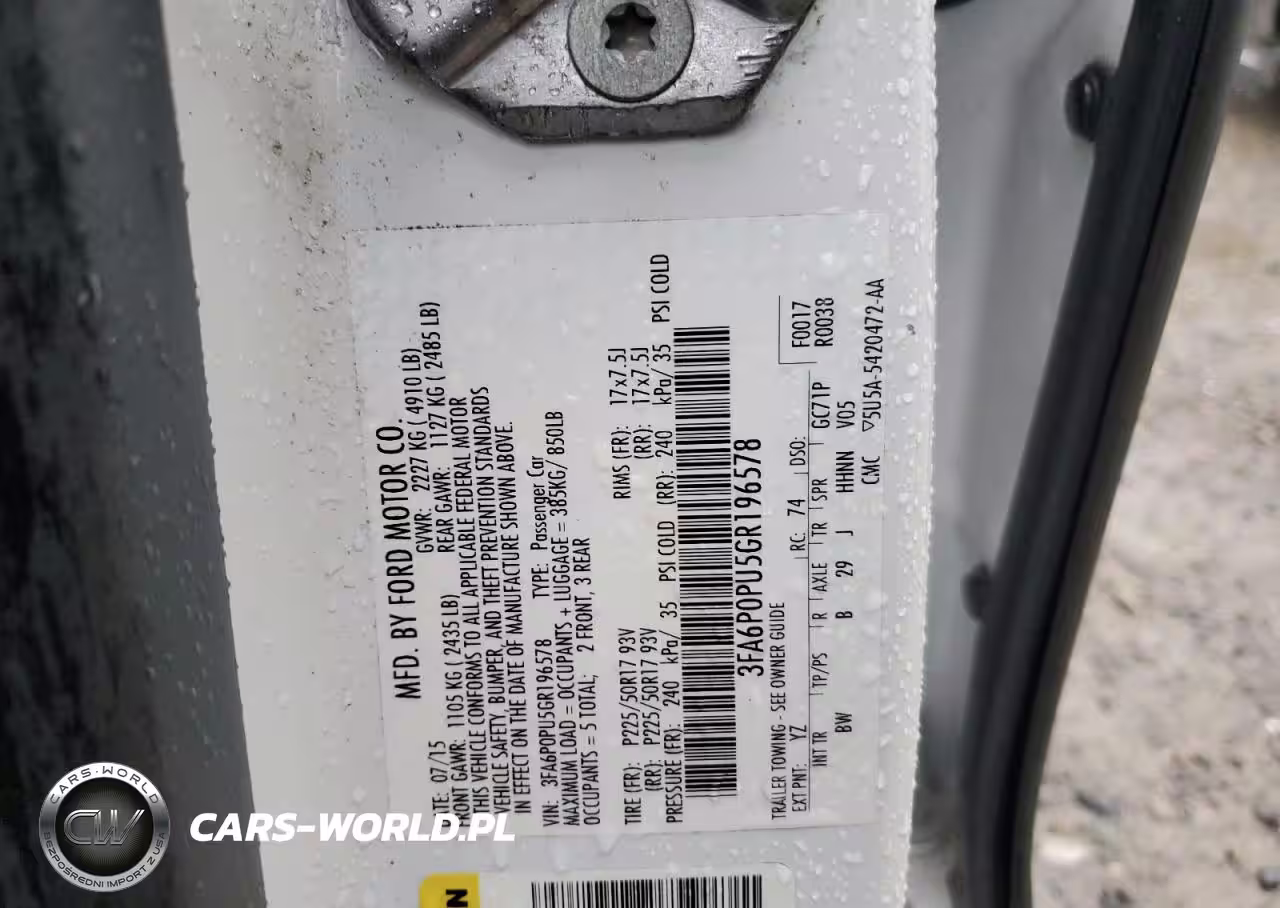 MFD. BY FORD MOTOR CO.
DATE: 07/15 GVWR: 2227 KG ( 4910 LB)
FRONT GAWR: 1105 KG ( 2435 LB) REAR GAWR: 1127 KG ( 2485 LB)
THIS VEHICLE CONFORMS TO ALL APPLICABLE FEDERAL MOTOR
VEHICLE SAFETY, BUMPER, AND THEFT PREVENTION STANDARDS
IN EFFECT ON THE DATE OF MANUFACTURE SHOWN ABOVE.
VIN: 3FA6P0PU5GR196578 TYPE: Passenger Car
MAXIMUM LOAD = OCCUPANTS + LUGGAGE = 385KG/ 850LB
OCCUPANTS = 5 TOTAL; 2 FRONT, 3 REAR
TIRE (FR): P225/50R17 93V RIMS (FR): 17x7.5J
(RR): P225/50R17 93V (RR): 17x7.5J
PRESSURE (FR): 240 kPa/ 35 PSI COLD (RR): 240 kPa/ 35 PSI COLD
3FA6P0PU5GR196578
TRAILER TOWING - SEE OWNER GUIDE
F0017
EXT PNT: YZ RC: 74 DSO: R0038
INT TR TP/PS R AXLE TR SPR GC71P
BW B 29 J HHNN V05
CMC ▽5U5A-5420472-AA
CARS-WORLD
CW
BEZPOŚREDNI IMPORT Z USA
CARS-WORLD.PL